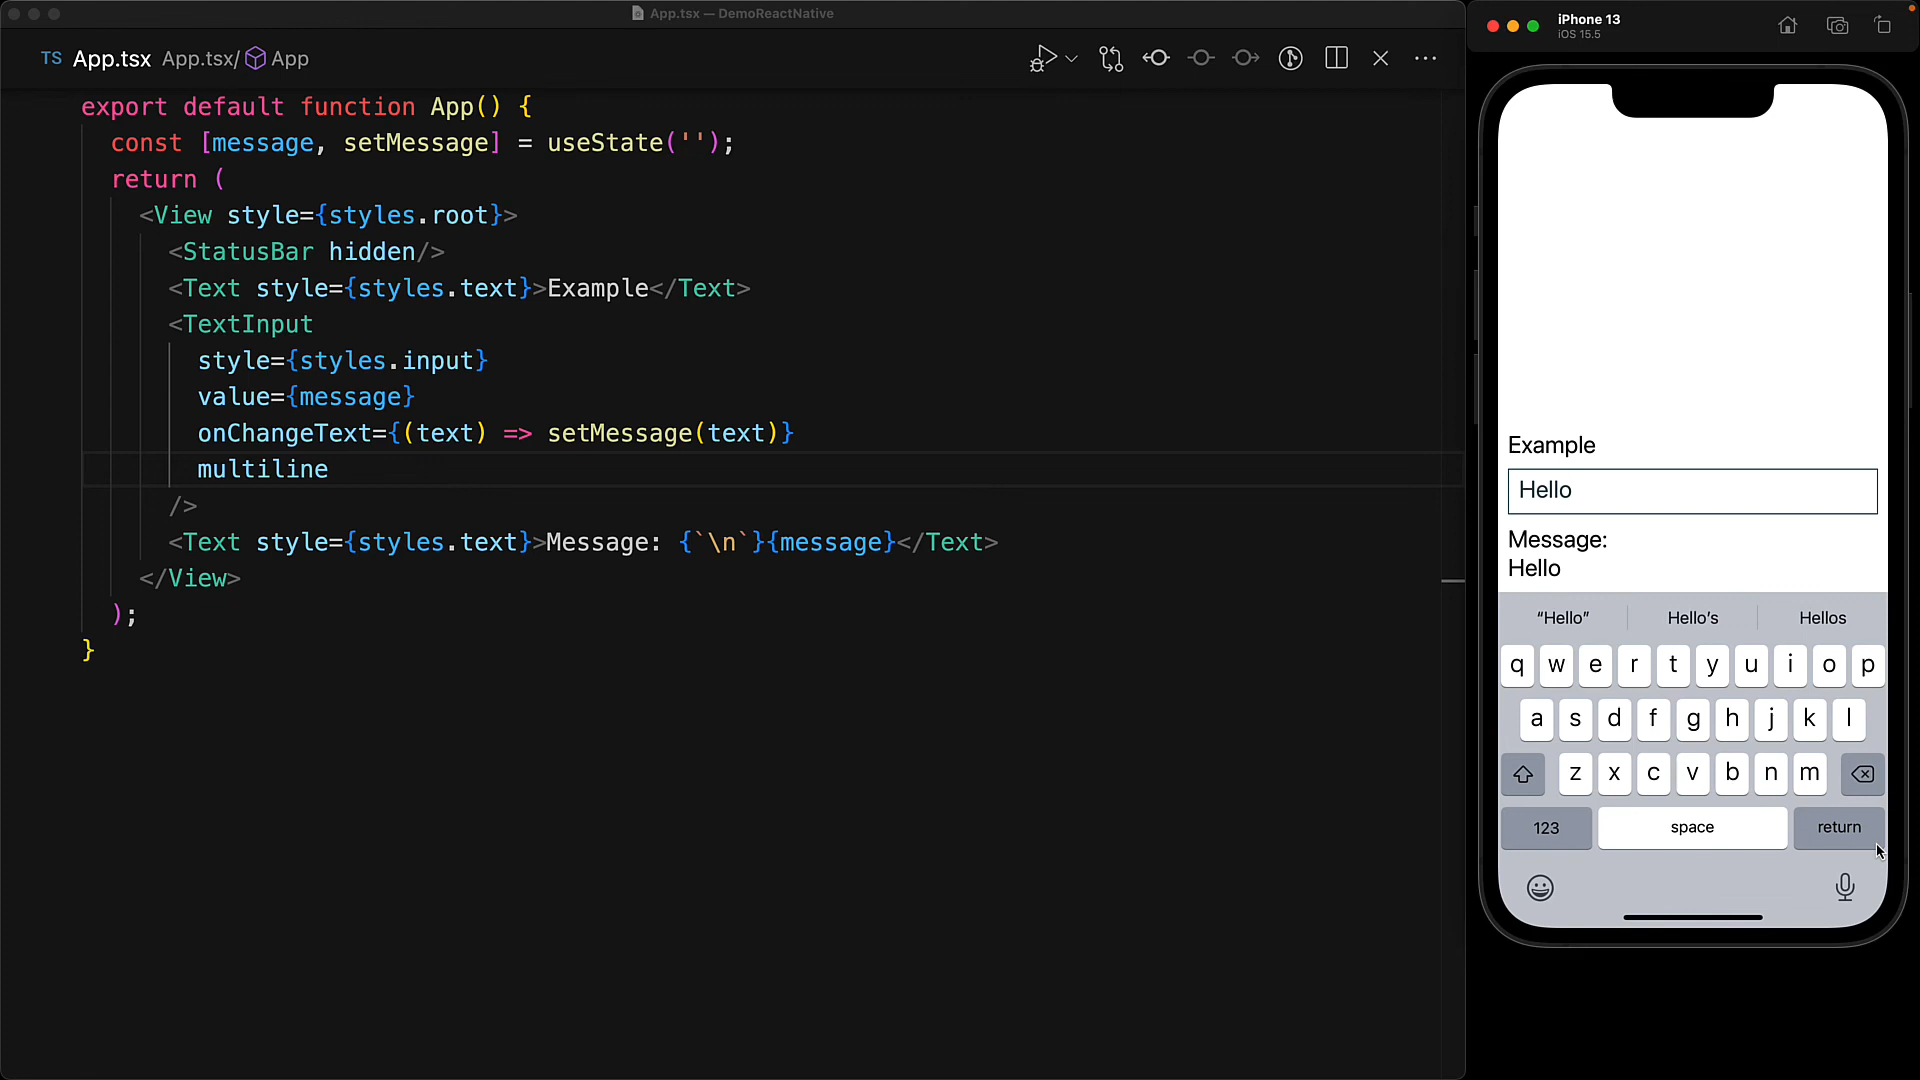 App.tsx — DemoReactNative
TS App.tsx App.tsx/ App
export default function App() {
const [message, setMessage] = useState('');
return (
<View style={styles.root}>
<StatusBar hidden/>
<Text style={styles.text}>Example</Text>
<TextInput
style={styles.input}
value={message}
onChangeText={(text) => setMessage(text)}
multiline
/>
<Text style={styles.text}>Message: {`\n`}{message}</Text>
</View>
);
}
iPhone 13
iOS 15.5
Example
Hello
Message:
Hello
“Hello” Hello’s Hellos
q w e r t y u i o p
a s d f g h j k l
z x c v b n m
123 space return